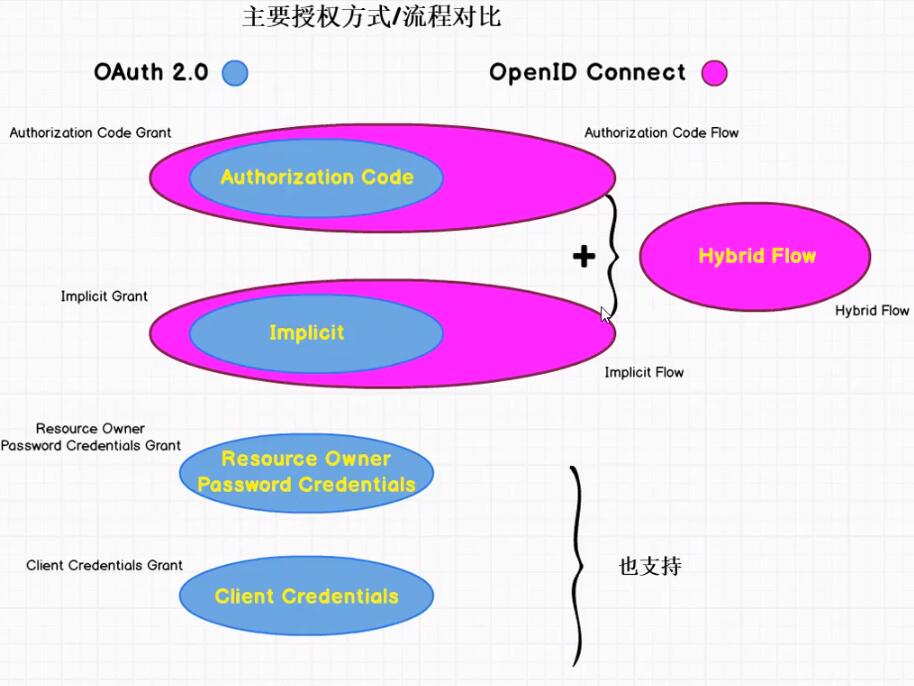 主要授权方式/流程对比
OAuth 2.0
OpenID Connect
Authorization Code Grant
Authorization Code Flow
Authorization Code
Hybrid Flow
Implicit Grant
Hybrid Flow
Implicit
Implicit Flow
Resource Owner
Password Credentials Grant
Resource Owner
Password Credentials
Client Credentials Grant
也支持
Client Credentials